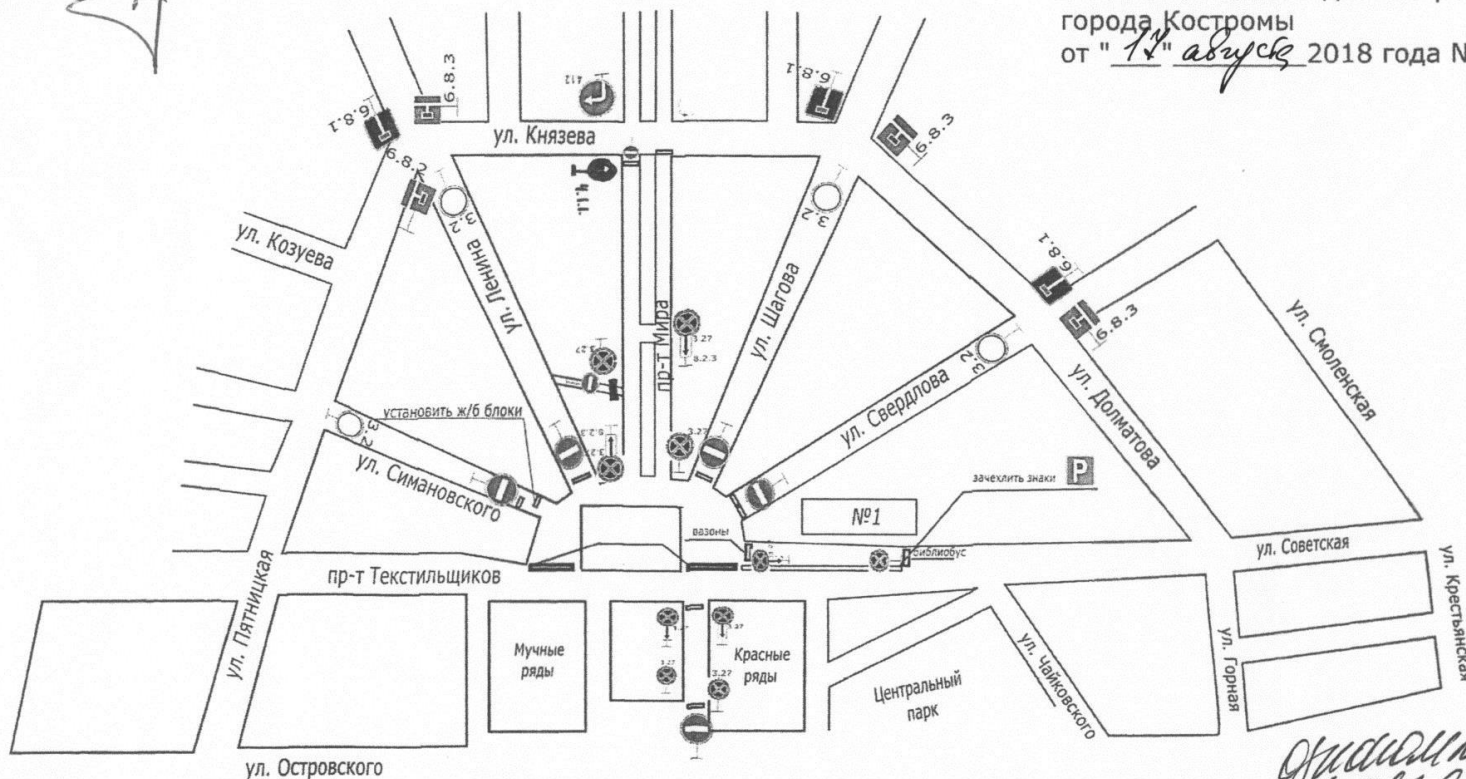 города Костромы
от "17" августа 2018 года N
6.8.3
6.8.1
4.1.2
6.8.1
6.8.3
ул. Князева
6.8.2
4.1.1.
3.2
3.2
ул. Козуева
ул. Ленина
6.8.1
6.8.3
ул. Смоленская
пр-т Мира
ул. Шагова
3.27
3.27
8.2.3
3.2
ул. Долматова
ул. Свердлова
установить ж/б блоки
3.2
3.27
ул. Симановского
зачехлить знаки
P
№1
вазоны
библиобус
ул. Советская
ул. Крестьянская
пр-т Текстильщиков
ул. Пятницкая
3.27
Мучные
ряды
Красные
ряды
3.27
3.27
Центральный
парк
ул. Чайковского
ул. Горная
ул. Островского